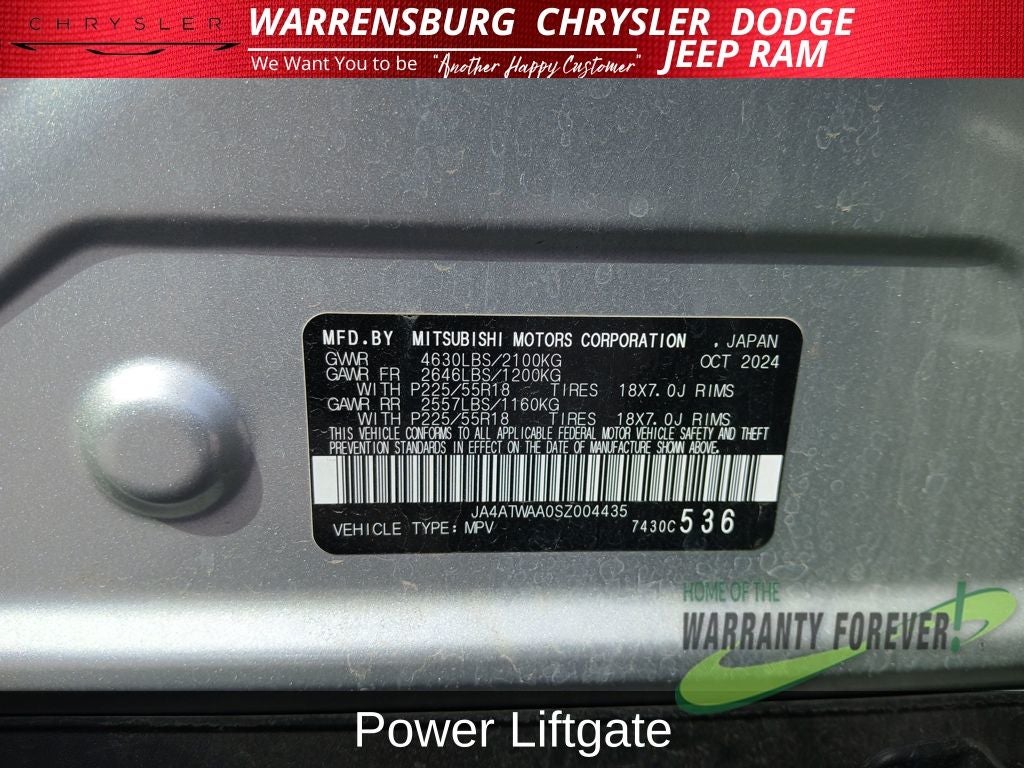 CHRYSLER
WARRENSBURG CHRYSLER DODGE
JEEP RAM
We Want You to be "Another Happy Customer"
MFD.BY MITSUBISHI MOTORS CORPORATION , JAPAN
GVWR 4630LBS/2100KG OCT 2024
GAWR FR 2646LBS/1200KG
WITH P225/55R18 TIRES 18X7.0J RIMS
GAWR RR 2557LBS/1160KG
WITH P225/55R18 TIRES 18X7.0J RIMS
THIS VEHICLE CONFORMS TO ALL APPLICABLE FEDERAL MOTOR VEHICLE SAFETY AND THEFT
PREVENTION STANDARDS IN EFFECT ON THE DATE OF MANUFACTURE SHOWN ABOVE.
JA4ATWAA0SZ004435
VEHICLE TYPE: MPV 7430C 536
HOME OF THE
WARRANTY FOREVER!
Power Liftgate